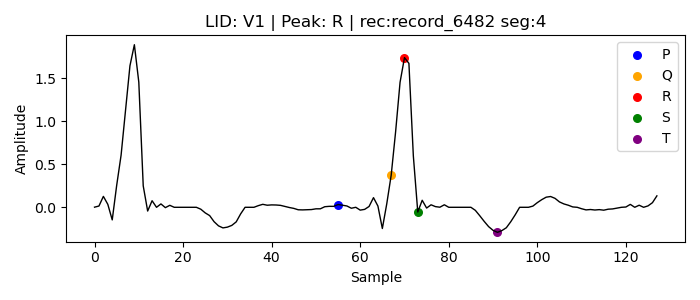 LID: V1 | Peak: R | rec:record_6482 seg:4
Amplitude
1.5
1.0
0.5
0.0
P
Q
R
S
T
0 20 40 60 80 100 120
Sample